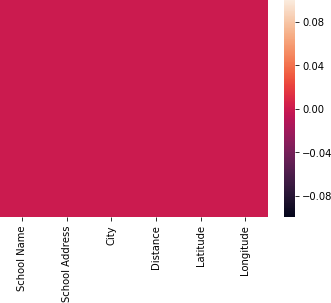 0.08
0.04
0.00
−0.04
−0.08
School Name
School Address
City
Distance
Latitude
Longitude